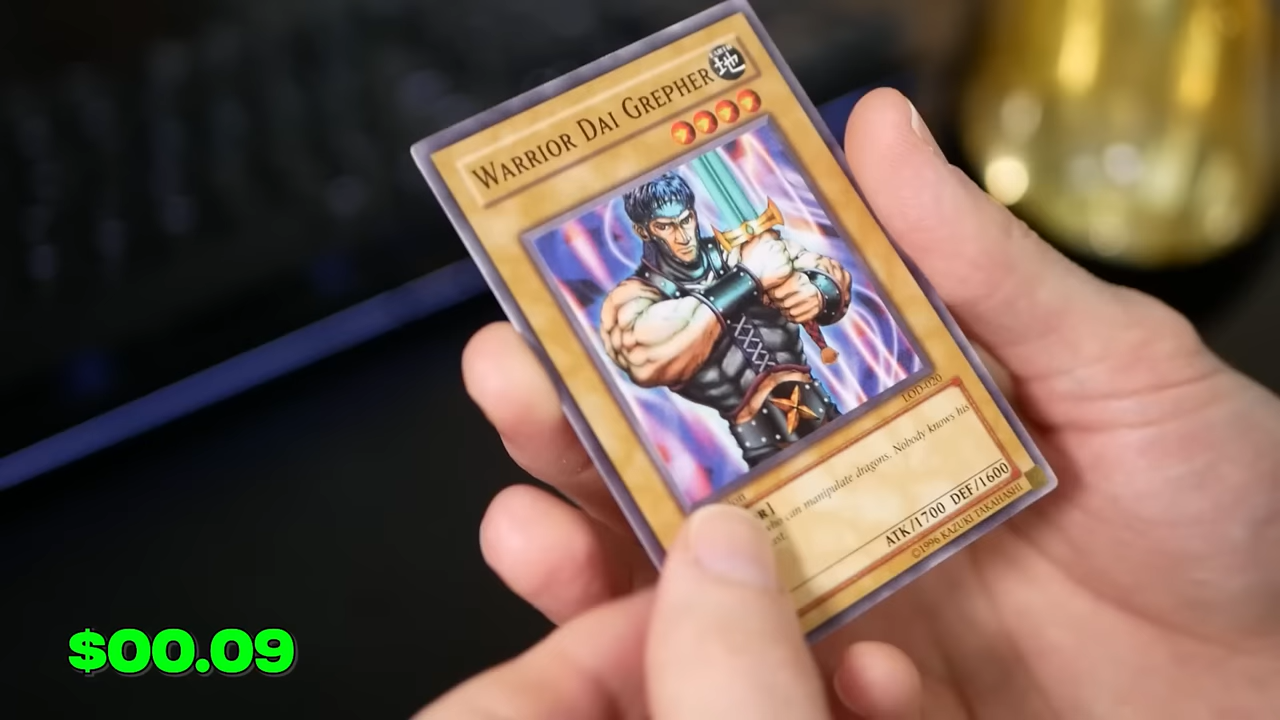 WARRIOR DAI GREPHER
地
LOD-020
R]
who can manipulate dragons. Nobody knows his
ATK/1700 DEF/1600
©1996 KAZUKI TAKAHASHI
$00.09